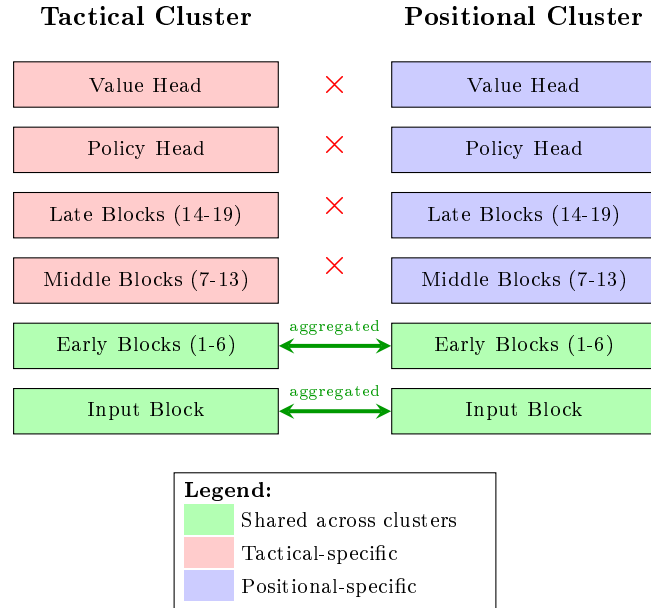 Tactical Cluster Positional Cluster
Value Head × Value Head
Policy Head × Policy Head
Late Blocks (14-19) × Late Blocks (14-19)
Middle Blocks (7-13) × Middle Blocks (7-13)
aggregated
Early Blocks (1-6) Early Blocks (1-6)
aggregated
Input Block Input Block
Legend:
Shared across clusters
Tactical-specific
Positional-specific